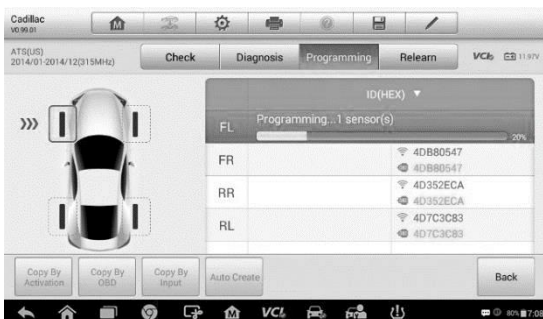 Cadillac
V0.99.01
ATS(US)
2014/01-2014/12(315MHz)
Check
Diagnosis
Programming
Relearn
VCI
11.97V
ID(HEX)
FL
Programming...1 sensor(s)
20%
FR
4DB80547
4DB80547
RR
4D352ECA
4D352ECA
RL
4D7C3C83
4D7C3C83
Copy By
Activation
Copy By
OBD
Copy By
Input
Auto Create
Back
VCI
80%
7:08